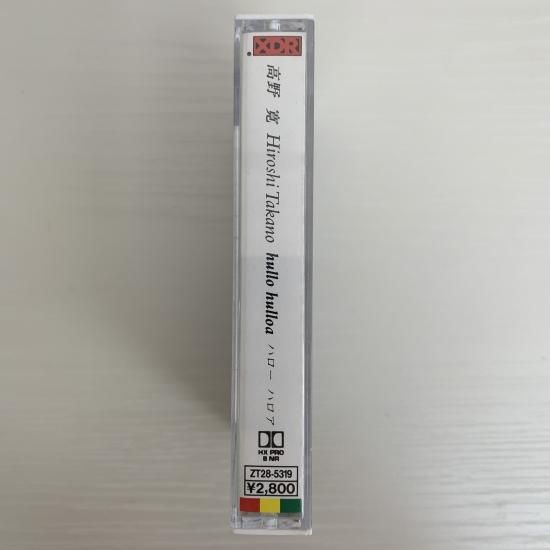 XDR
高野 寛 Hiroshi Takano hullo hulloa ハロー ハロア
HX PRO
B NR
ZT28-5319
¥2,800